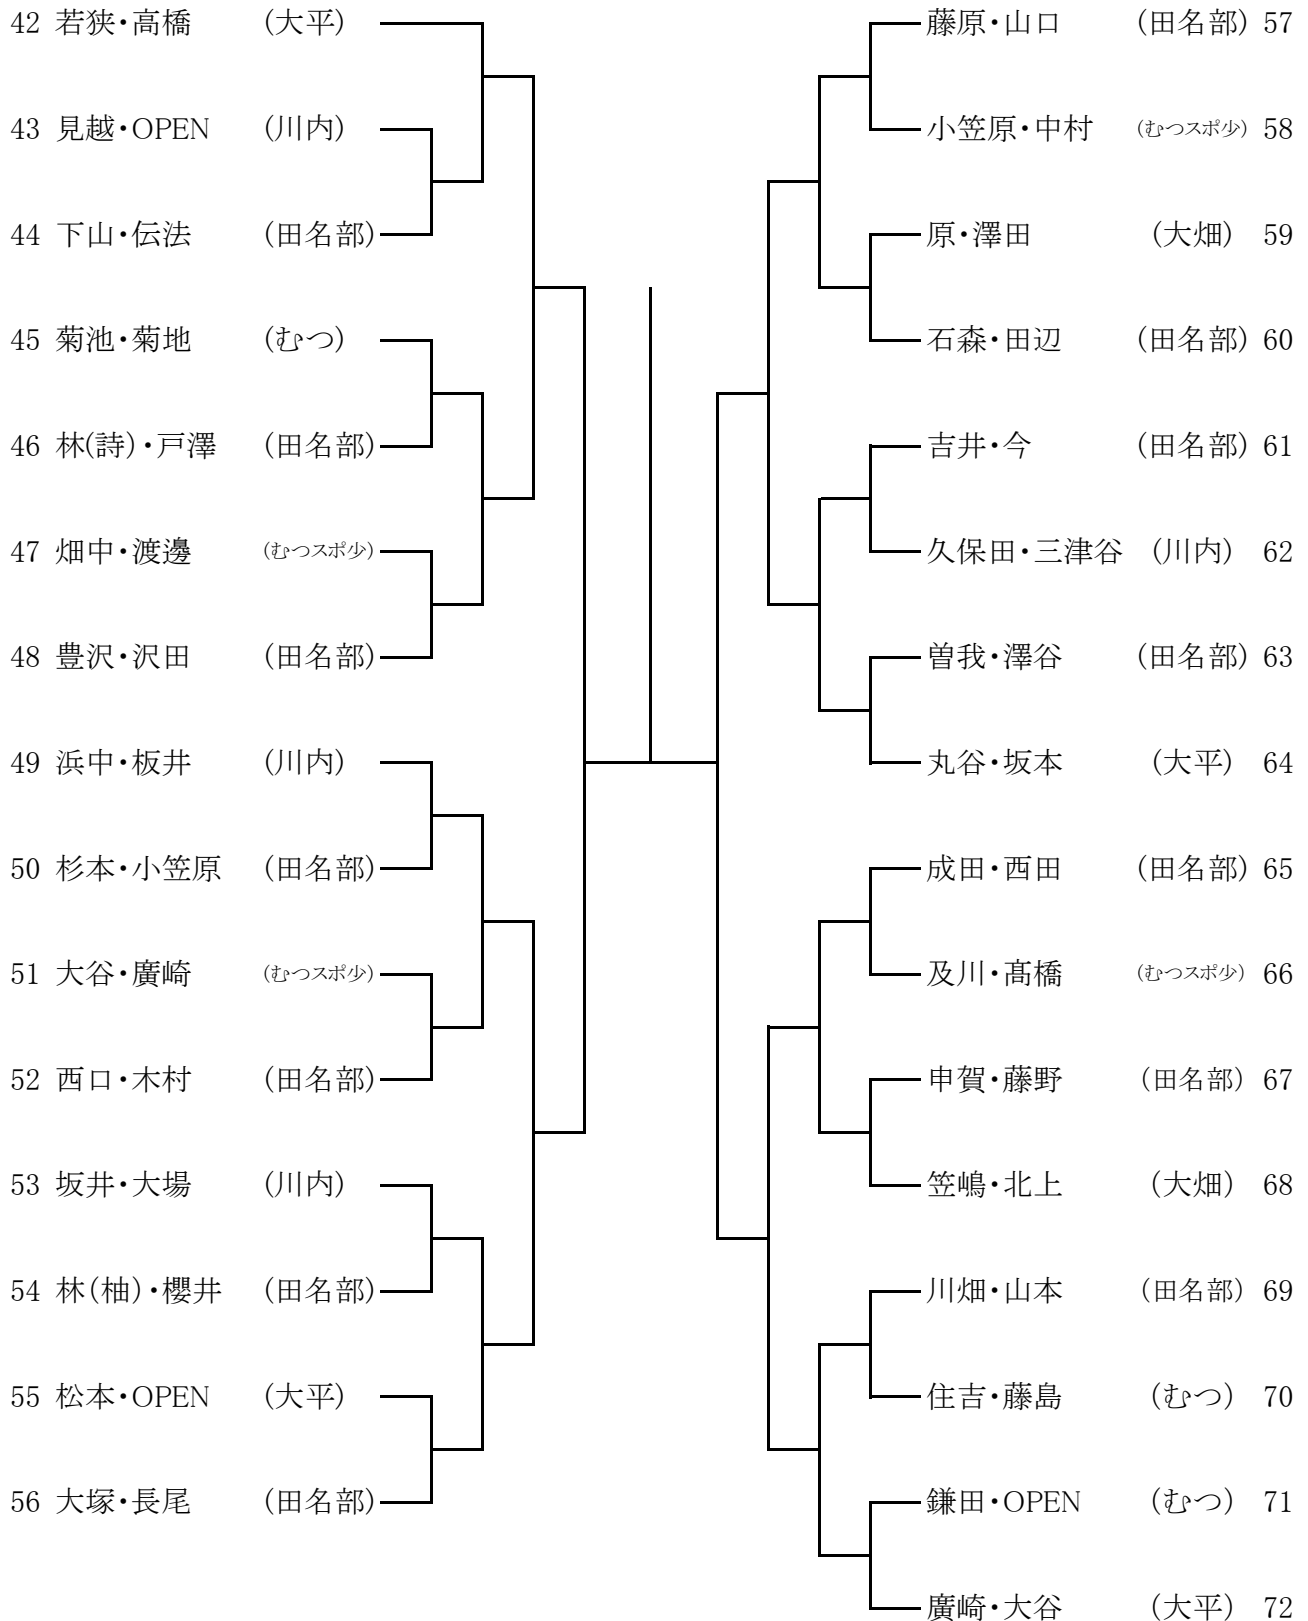 42 若狭・高橋 (大平)
43 見越・OPEN (川内)
44 下山・伝法 (田名部)
45 菊池・菊地 (むつ)
46 林(詩)・戸澤 (田名部)
47 畑中・渡邊 (むつスポ少)
48 豊沢・沢田 (田名部)
49 浜中・板井 (川内)
50 杉本・小笠原 (田名部)
51 大谷・廣崎 (むつスポ少)
52 西口・木村 (田名部)
53 坂井・大場 (川内)
54 林(柚)・櫻井 (田名部)
55 松本・OPEN (大平)
56 大塚・長尾 (田名部)
藤原・山口 (田名部) 57
小笠原・中村 (むつスポ少) 58
原・澤田 (大畑) 59
石森・田辺 (田名部) 60
吉井・今 (田名部) 61
久保田・三津谷 (川内) 62
曽我・澤谷 (田名部) 63
丸谷・坂本 (大平) 64
成田・西田 (田名部) 65
及川・髙橋 (むつスポ少) 66
申賀・藤野 (田名部) 67
笠嶋・北上 (大畑) 68
川畑・山本 (田名部) 69
住吉・藤島 (むつ) 70
鎌田・OPEN (むつ) 71
廣崎・大谷 (大平) 72